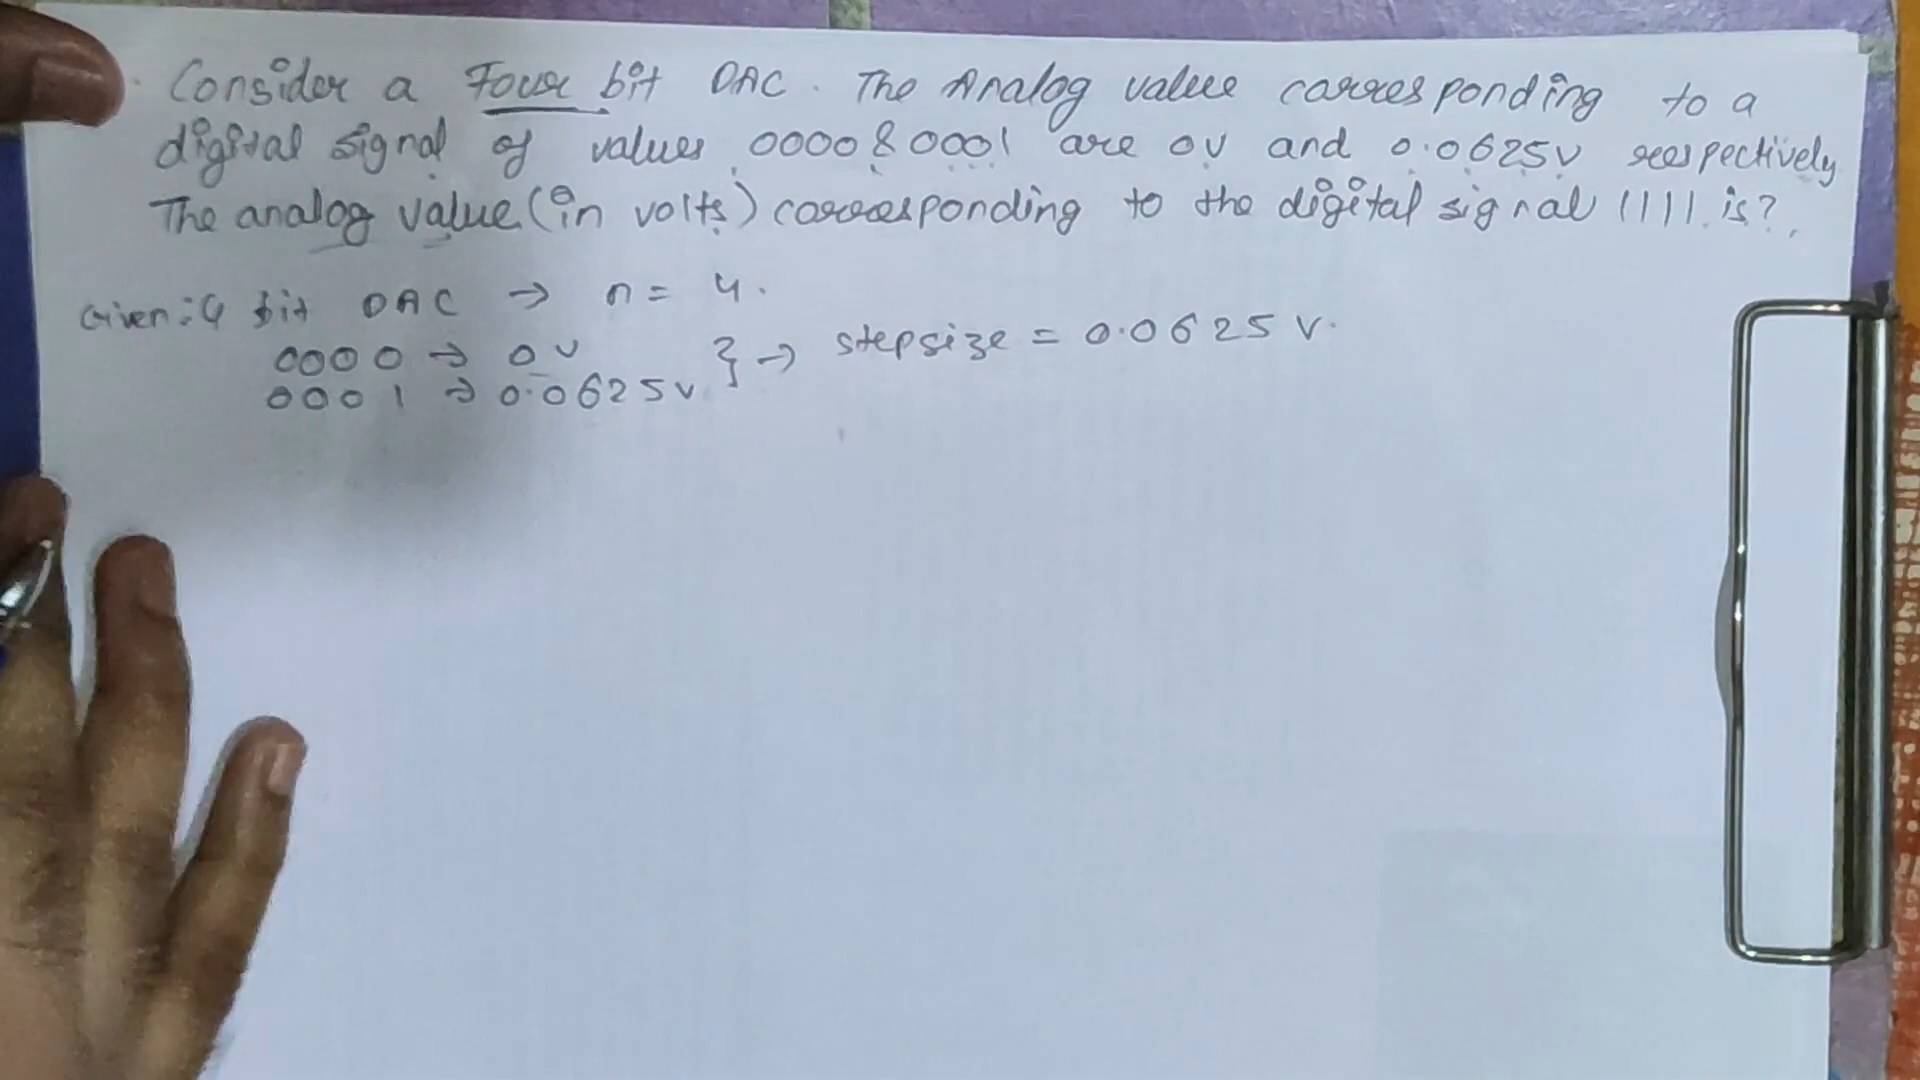 Consider a Four bit DAC. The Analog value corresponding to a
digital signal of values 0000 & 0001 are 0V and 0.0625V respectively
The analog value (in volts) corresponding to the digital signal 1111 is?
Given: 4 bit DAC → n = 4.
0000 → 0V
0001 → 0.0625V } → stepsize = 0.0625 V.